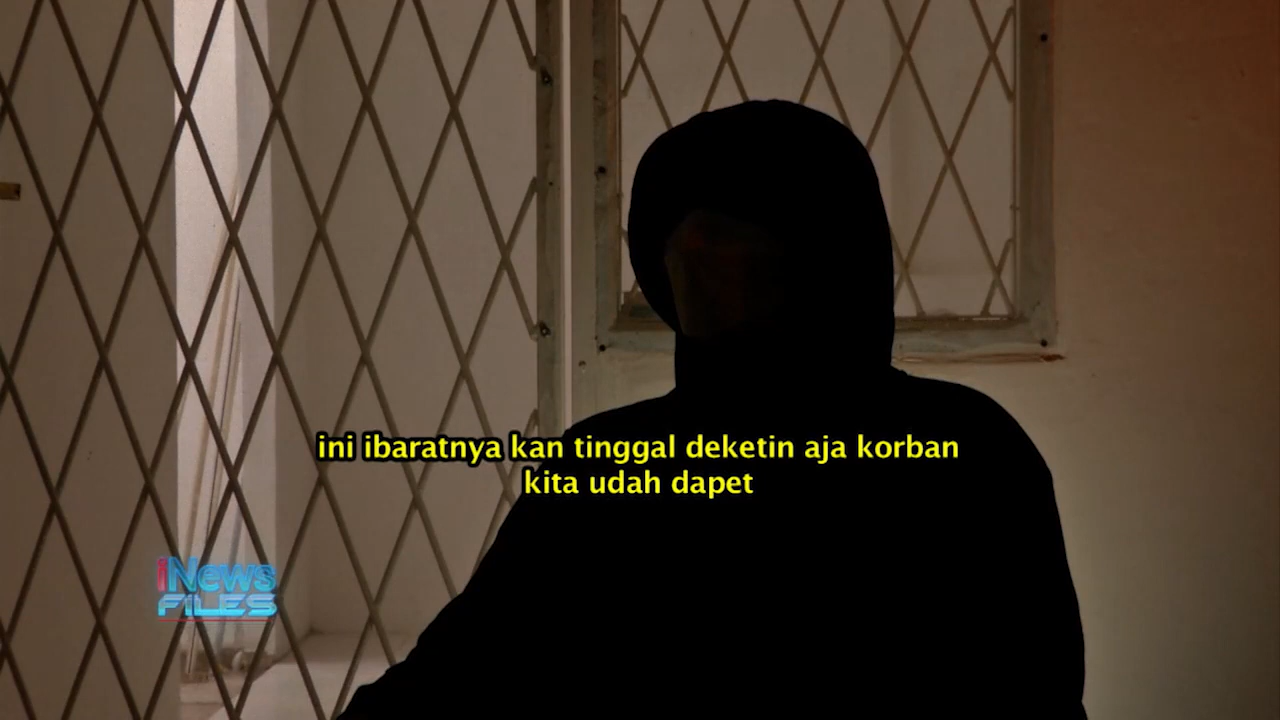 ini ibaratnya kan tinggal deketin aja korban
kita udah dapet
iNews
FILES